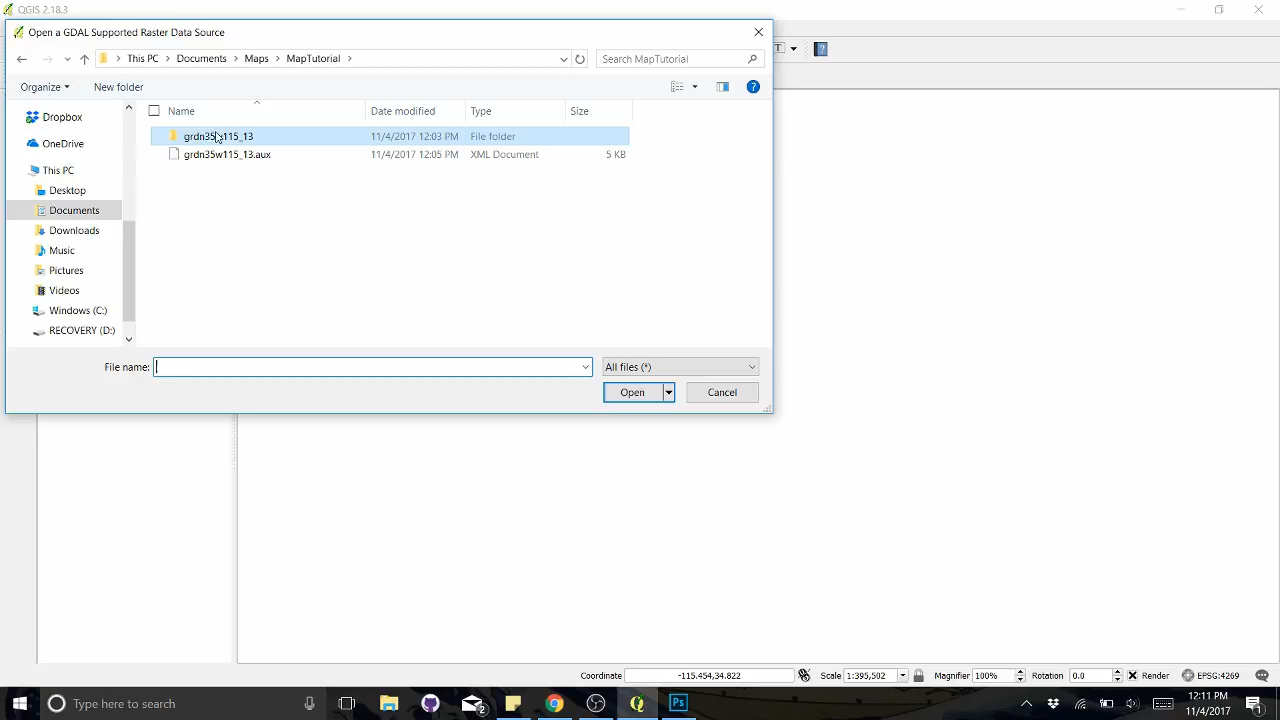 QGIS 2.18.3
Open a GDAL Supported Raster Data Source
This PC > Documents > Maps > MapTutorial >
Search MapTutorial
Organize
New folder
Name Date modified Type Size
grdn35w115_13 11/4/2017 12:03 PM File folder
grdn35w115_13.aux 11/4/2017 12:05 PM XML Document 5 KB
Dropbox
OneDrive
This PC
Desktop
Documents
Downloads
Music
Pictures
Videos
Windows (C:)
RECOVERY (D:)
File name:
All files (*)
Open
Cancel
Coordinate -115.454,34.822 Scale 1:395,502 Magnifier 100% Rotation 0.0 Render EPSG:4269
Type here to search
2
Ps
12:11 PM
11/4/2017
1